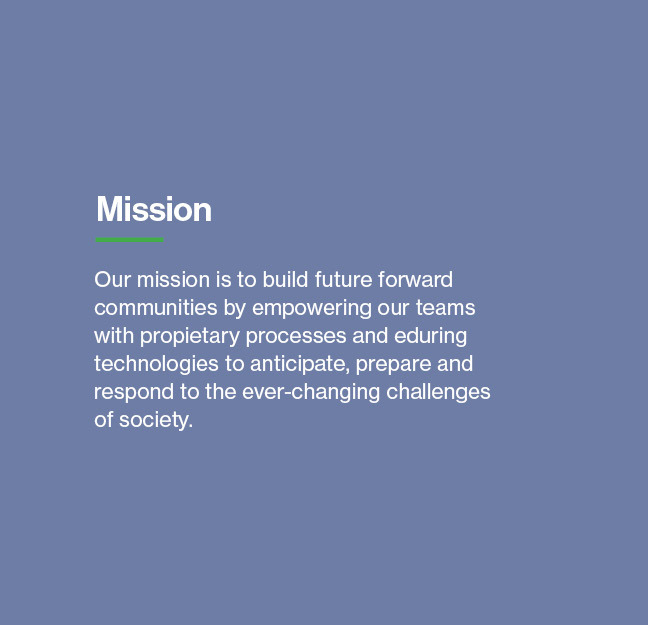 Mission
Our mission is to build future forward
communities by empowering our teams
with propietary processes and eduring
technologies to anticipate, prepare and
respond to the ever-changing challenges
of society.